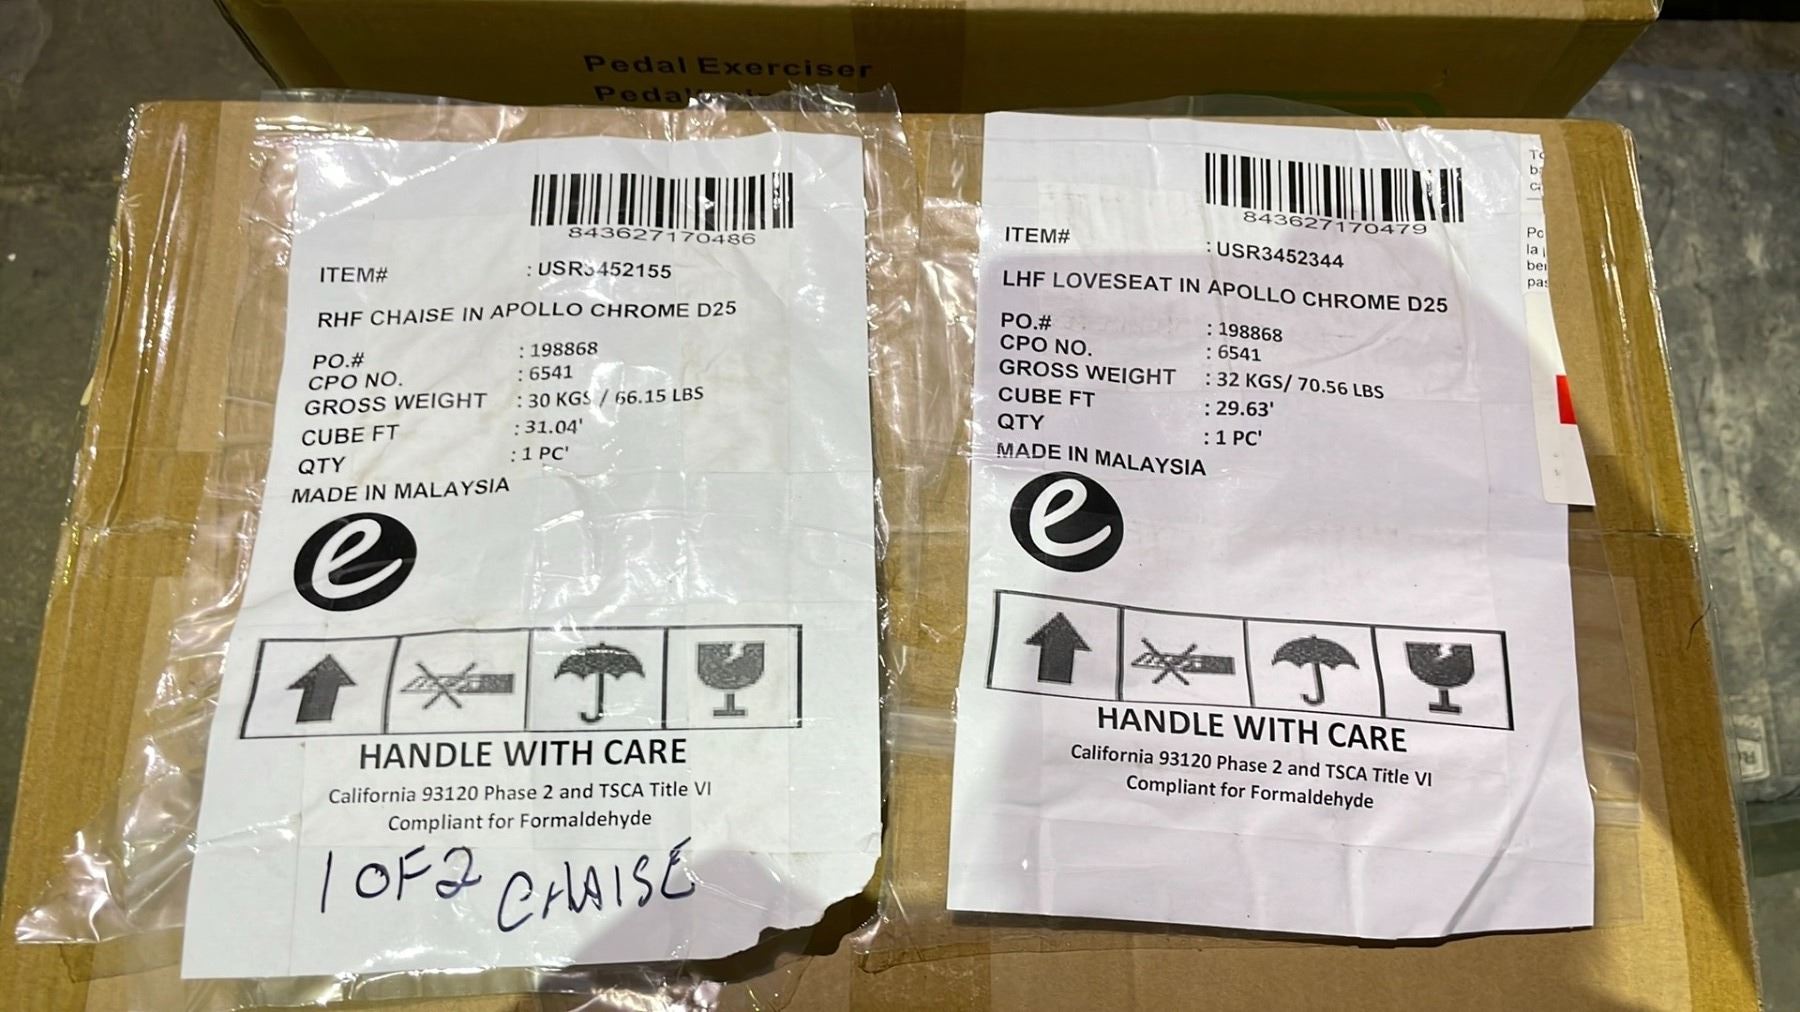 Pedal Exerciser
843627170486
ITEM# : USR3452155
RHF CHAISE IN APOLLO CHROME D25
PO.# : 198868
CPO NO. : 6541
GROSS WEIGHT : 30 KGS / 66.15 LBS
CUBE FT : 31.04'
QTY : 1 PC'
MADE IN MALAYSIA
e
HANDLE WITH CARE
California 93120 Phase 2 and TSCA Title VI
Compliant for Formaldehyde
1 OF 2 CHAISE
843627170479
ITEM# : USR3452344
LHF LOVESEAT IN APOLLO CHROME D25
PO.# : 198868
CPO NO. : 6541
GROSS WEIGHT : 32 KGS/ 70.56 LBS
CUBE FT : 29.63'
QTY : 1 PC'
MADE IN MALAYSIA
e
HANDLE WITH CARE
California 93120 Phase 2 and TSCA Title VI
Compliant for Formaldehyde